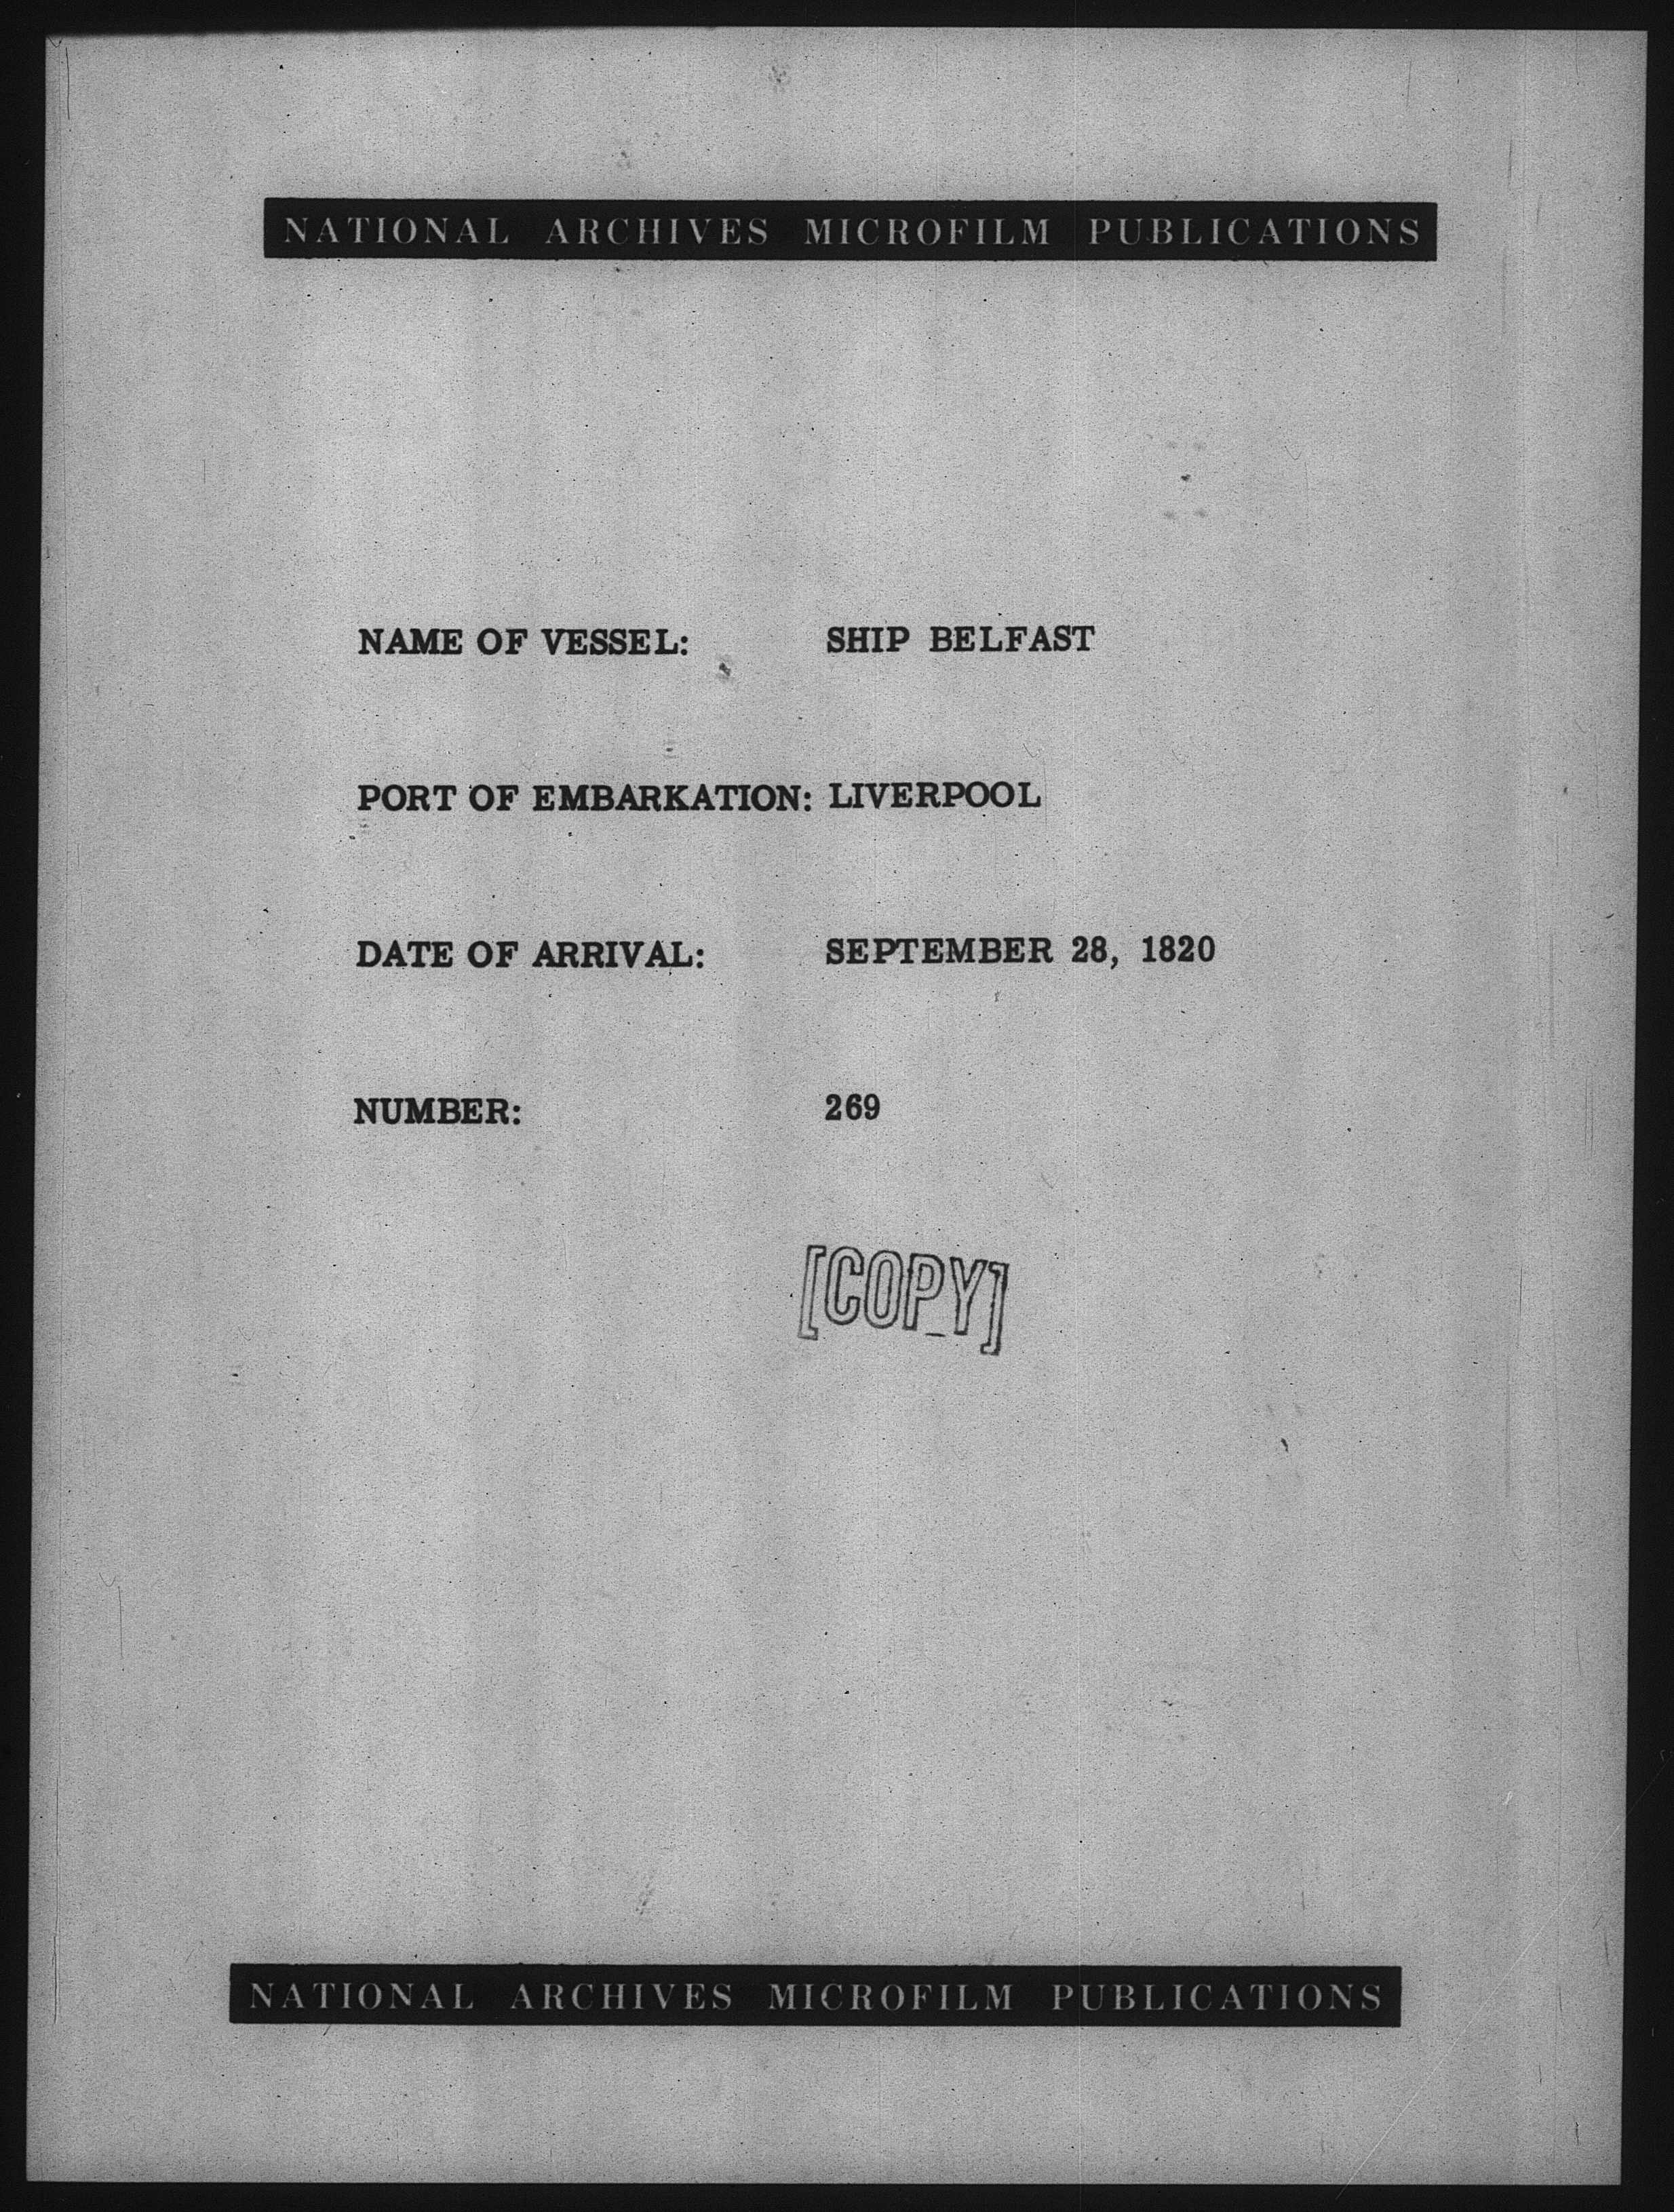 NATIONAL ARCHIVES MICROFILM PUBLICATIONS
NAME OF VESSEL: SHIP BELFAST
PORT OF EMBARKATION: LIVERPOOL
DATE OF ARRIVAL: SEPTEMBER 28, 1820
NUMBER: 269
[COPY]
NATIONAL ARCHIVES MICROFILM PUBLICATIONS